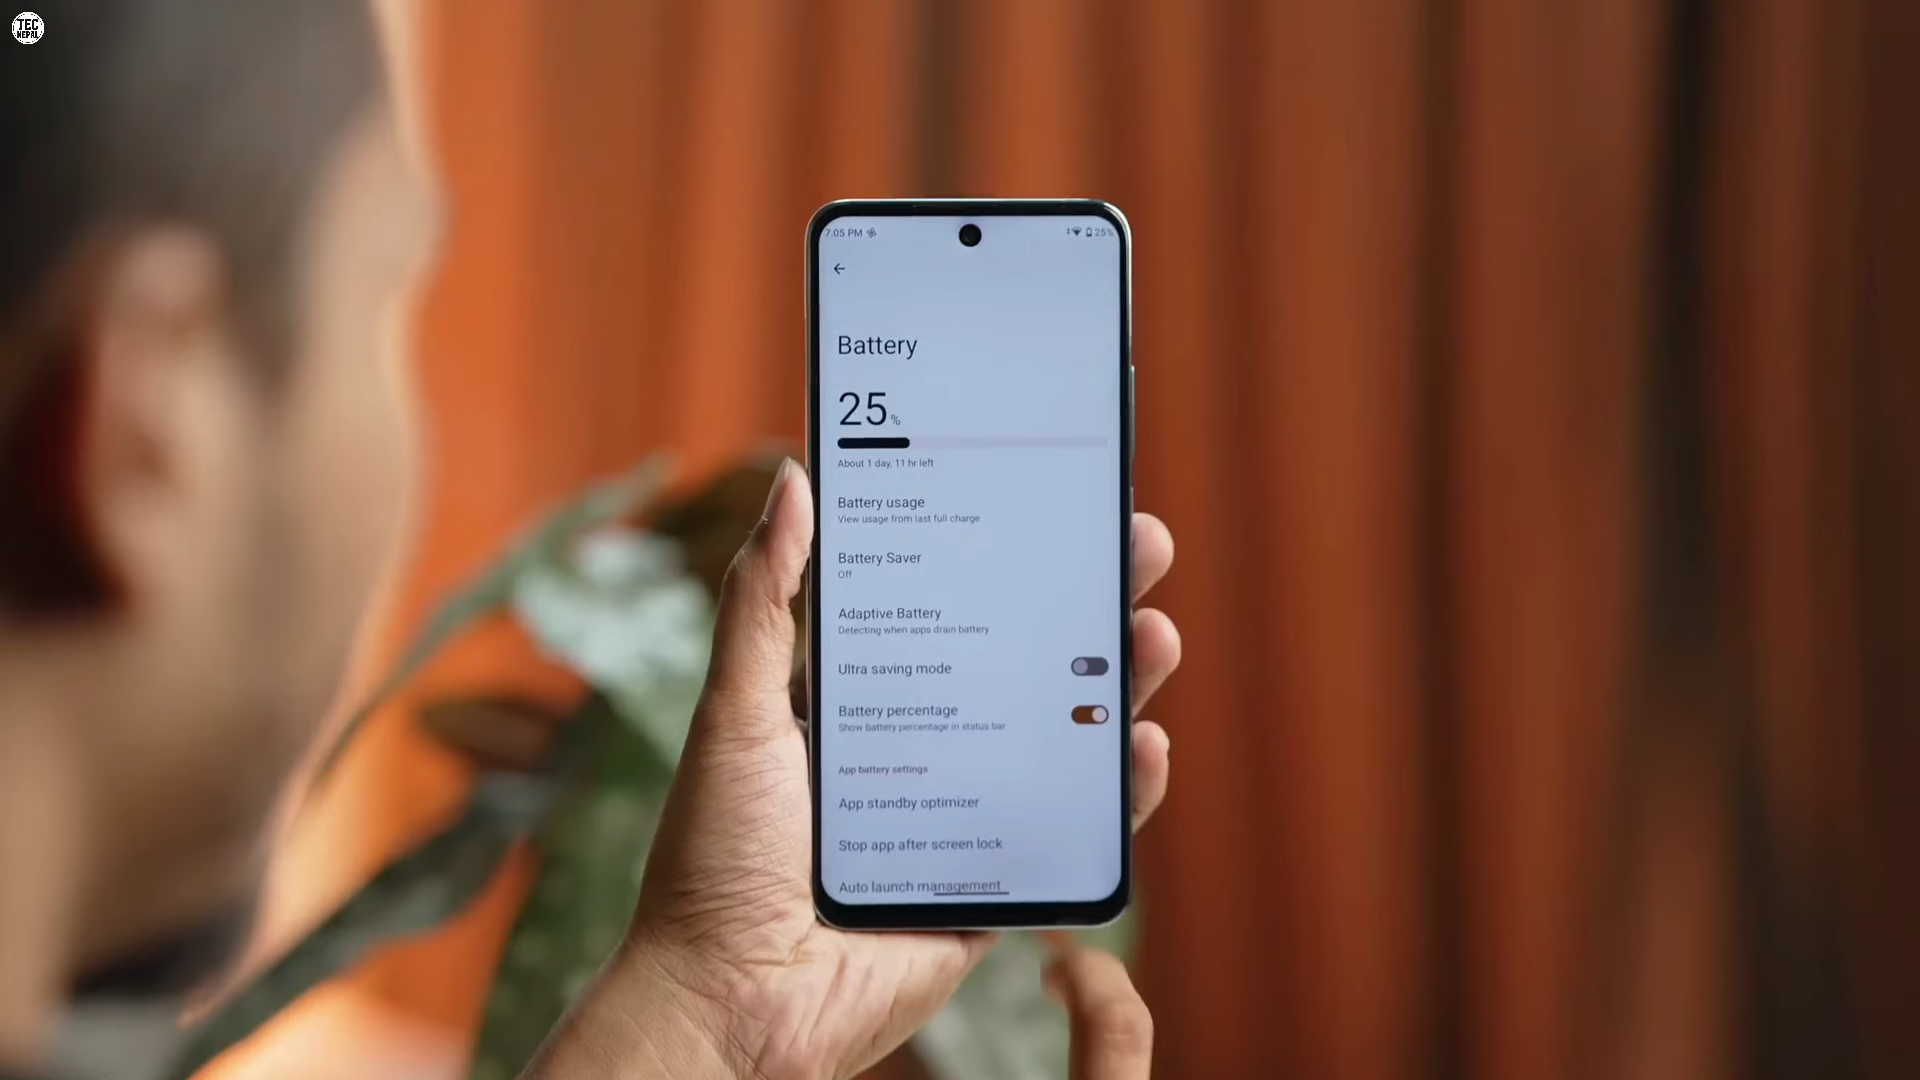 TEC
NEPAL
7:05 PM
25%
Battery
25%
About 1 day, 11 hr left
Battery usage
View usage from last full charge
Battery Saver
Off
Adaptive Battery
Detecting when apps drain battery
Ultra saving mode
Battery percentage
Show battery percentage in status bar
App battery settings
App standby optimizer
Stop app after screen lock
Auto launch management